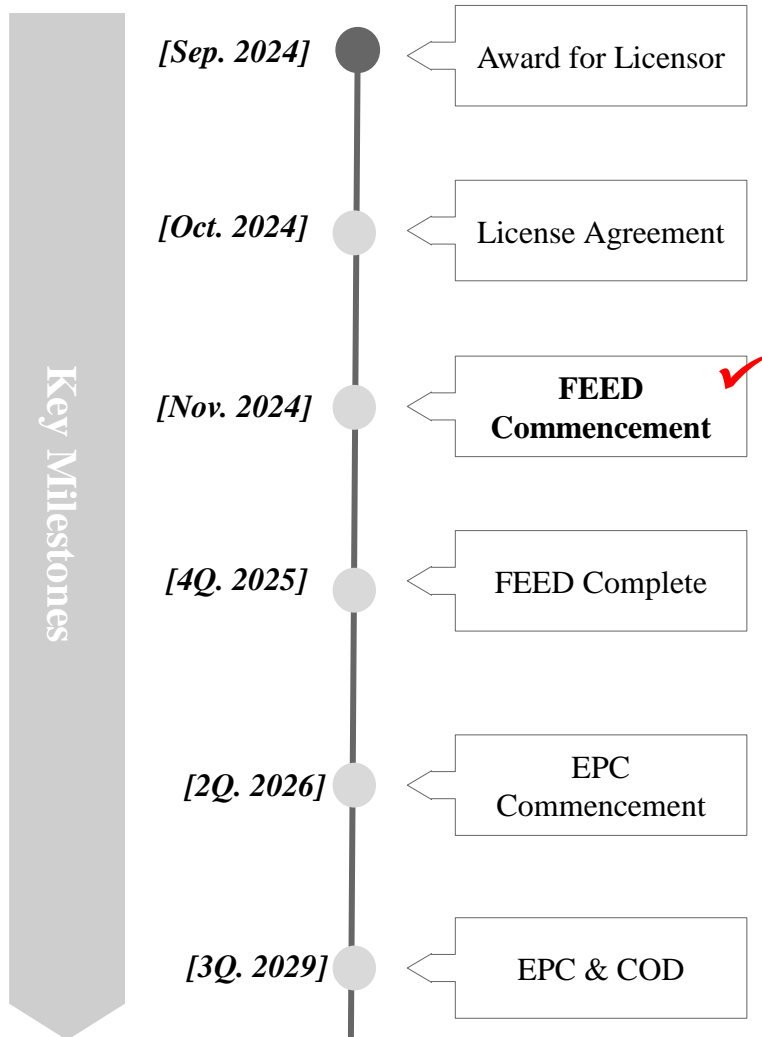 Key Milestones
[Sep. 2024]
Award for Licensor
[Oct. 2024]
License Agreement
[Nov. 2024]
FEED
Commencement
[4Q. 2025]
FEED Complete
[2Q. 2026]
EPC
Commencement
[3Q. 2029]
EPC & COD